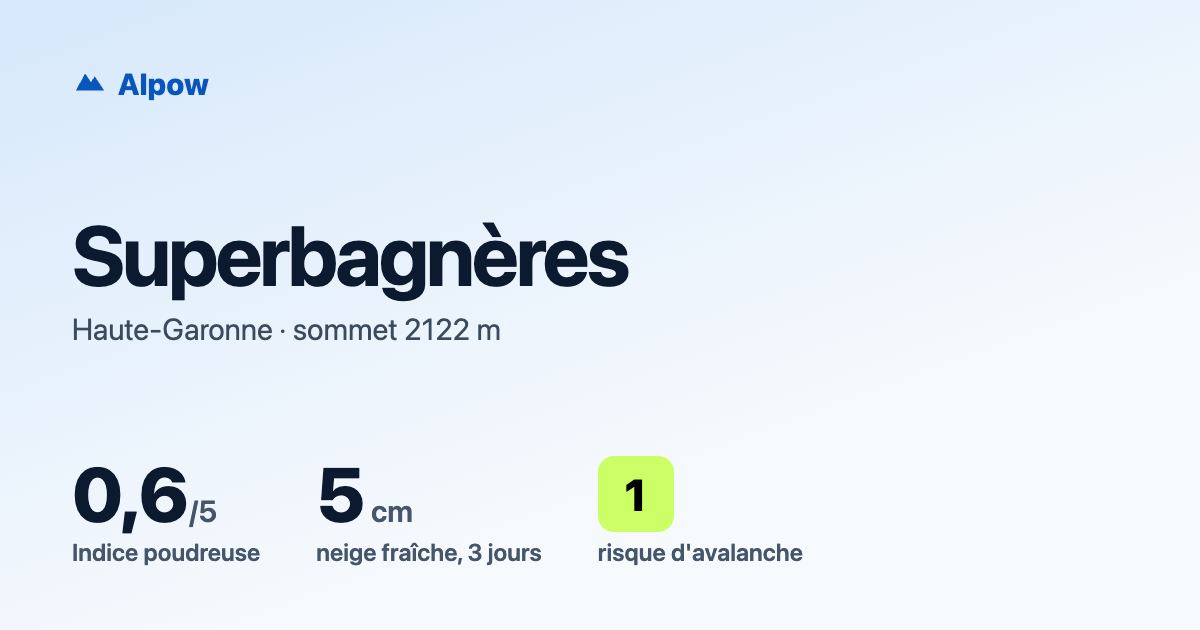 Alpow
Superbagnères
Haute-Garonne · sommet 2122 m
0,6/5
Indice poudreuse
5 cm
neige fraîche, 3 jours
1
risque d'avalanche